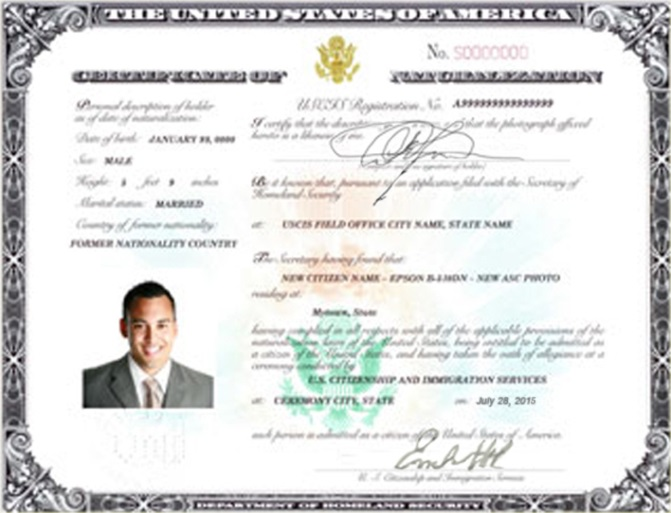 THE UNITED STATES OF AMERICA
No. S0000000
CERTIFICATE OF NATURALIZATION
Personal description of holder
as of date of naturalization:
Date of birth: JANUARY 99, 0000
Sex: MALE
Height: 5 feet 9 inches
Marital status: MARRIED
Country of former nationality:
FORMER NATIONALITY COUNTRY
USCIS Registration No. A99999999999999
I certify that the that the photograph affixed
hereto is a likeness of me.
signature of holder)
Be it known that, pursuant to an application filed with the Secretary of
Homeland Security
at: USCIS FIELD OFFICE CITY NAME, STATE NAME
The Secretary having found that:
NEW CITIZEN NAME – EPSON - NEW ASC PHOTO
residing at:
Mytown, State
having complied in all respects with all of the applicable provisions of the
naturalization laws of the United States, being entitled to be admitted as
a citizen of the United States, and having taken the oath of allegiance at a
ceremony conducted by
U.S. CITIZENSHIP AND IMMIGRATION SERVICES
at: CEREMONY CITY, STATE on: July 28, 2015
such person is admitted as a citizen of the United States of America.
U. S. Citizenship and Immigration Services
DEPARTMENT OF HOMELAND SECURITY